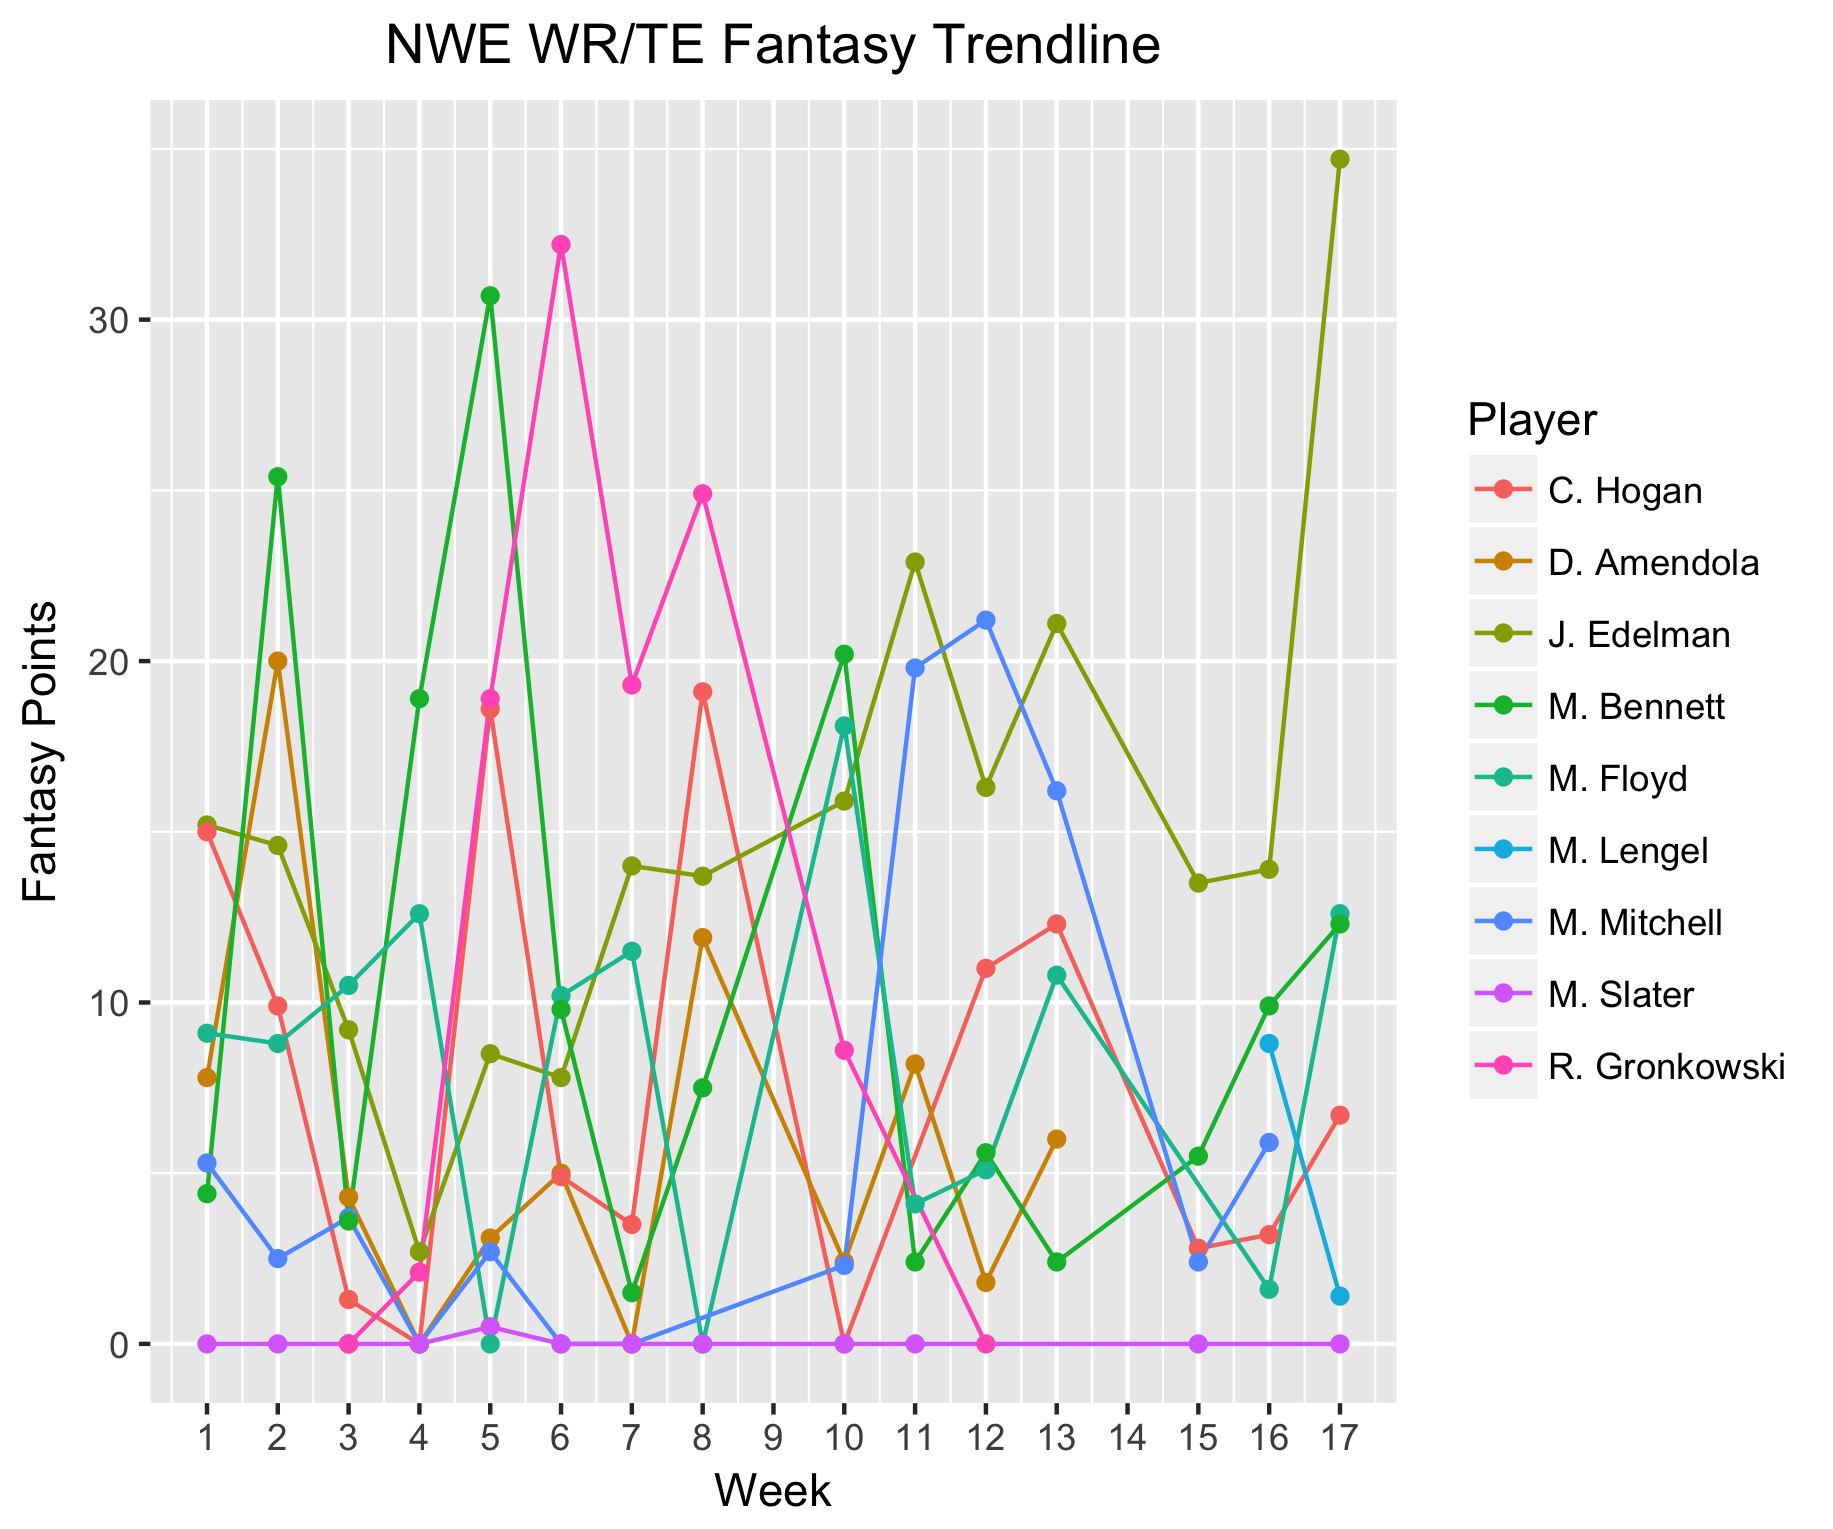 NWE WR/TE Fantasy Trendline
Fantasy Points
30
20
10
0
1 2 3 4 5 6 7 8 9 10 11 12 13 14 15 16 17
Week
Player
C. Hogan
D. Amendola
J. Edelman
M. Bennett
M. Floyd
M. Lengel
M. Mitchell
M. Slater
R. Gronkowski